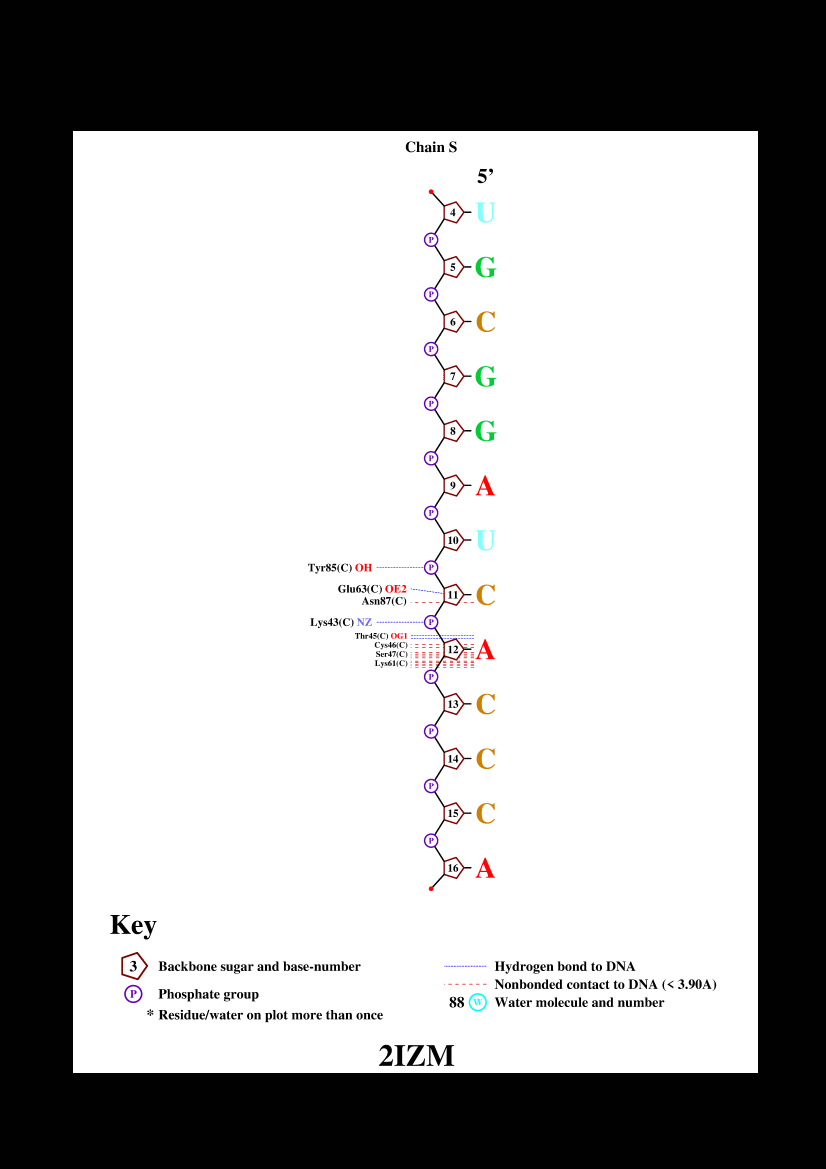 Chain S
5’
4 U
P
5 G
P
6 C
P
7 G
P
8 G
P
9 A
P
10 U
Tyr85(C) OH P
Glu63(C) OE2
11 C
Asn87(C)
Lys43(C) NZ P
Thr45(C) OG1
Cys46(C)
12 A
Ser47(C)
Lys61(C)
P
13 C
P
14 C
P
15 C
P
16 A
Key
3 Backbone sugar and base-number
P Phosphate group
* Residue/water on plot more than once
Hydrogen bond to DNA
Nonbonded contact to DNA (< 3.90A)
88 W Water molecule and number
2IZM